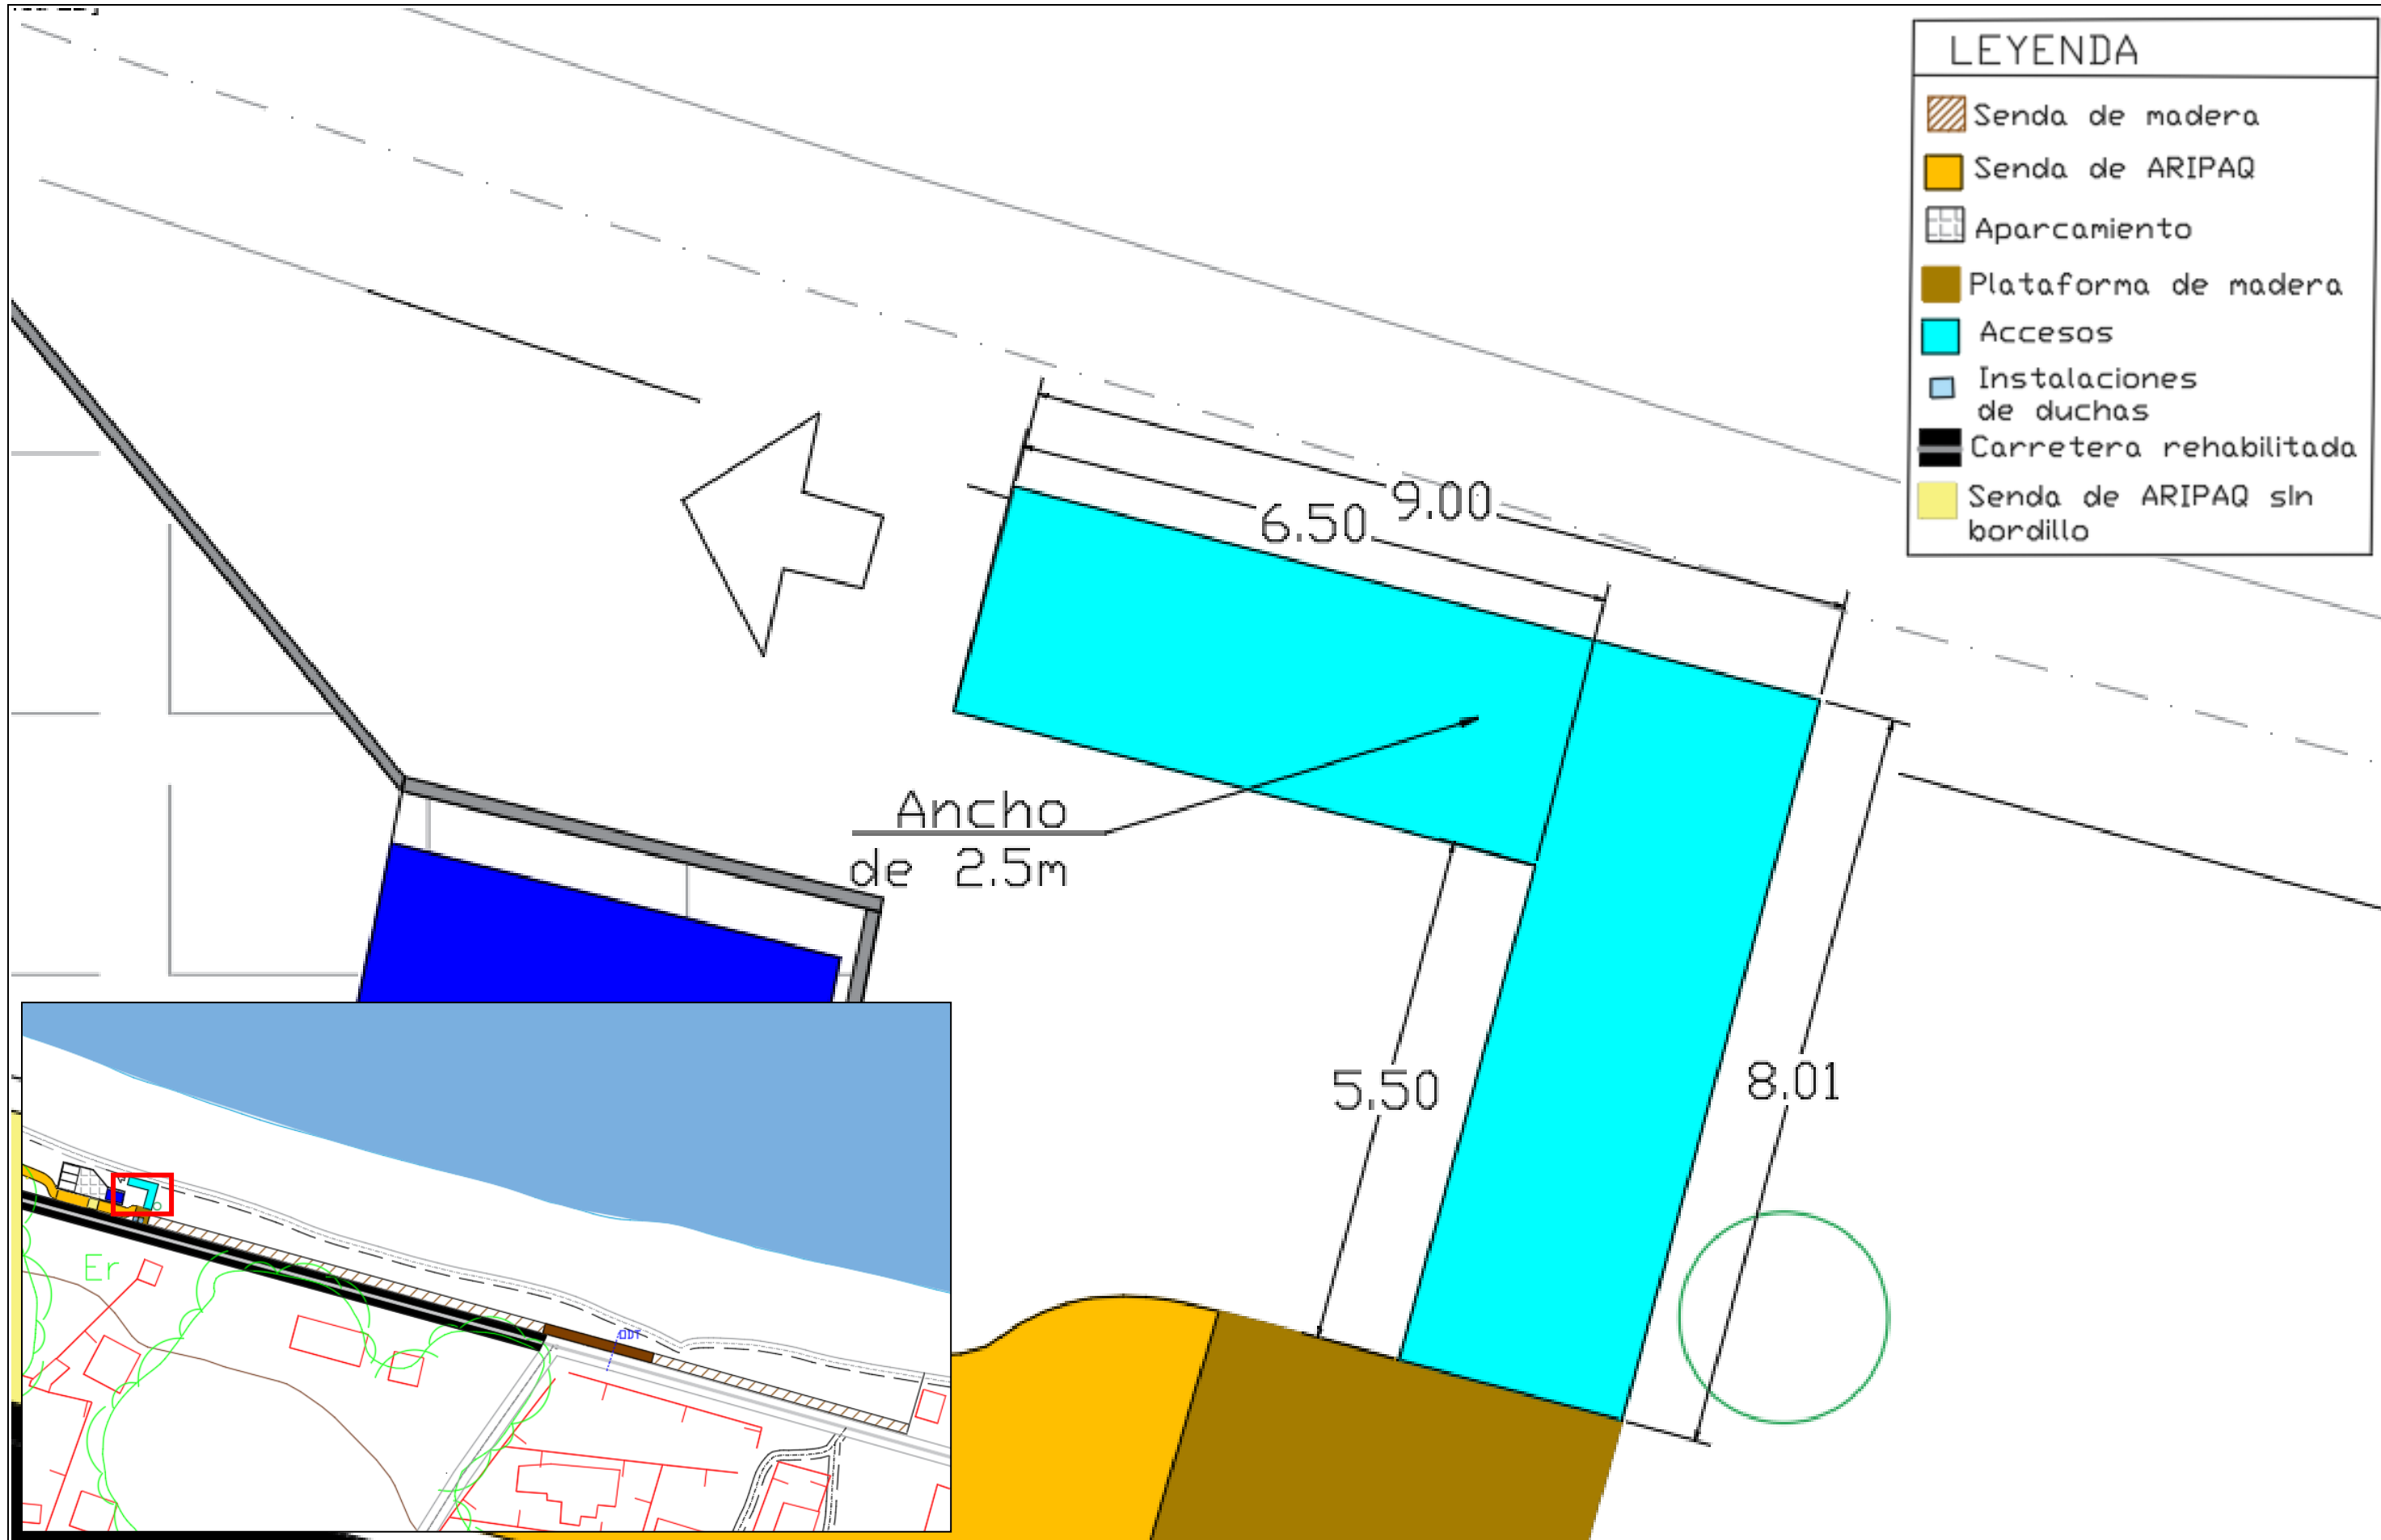 LEYENDA
Senda de madera
Senda de ARIPAQ
Aparcamiento
Plataforma de madera
Accesos
Instalaciones
de duchas
Carretera rehabilitada
Senda de ARIPAQ sIn
bordillo
9.00
6.50
Ancho
de 2.5m
5.50
8.01
Er
ODT